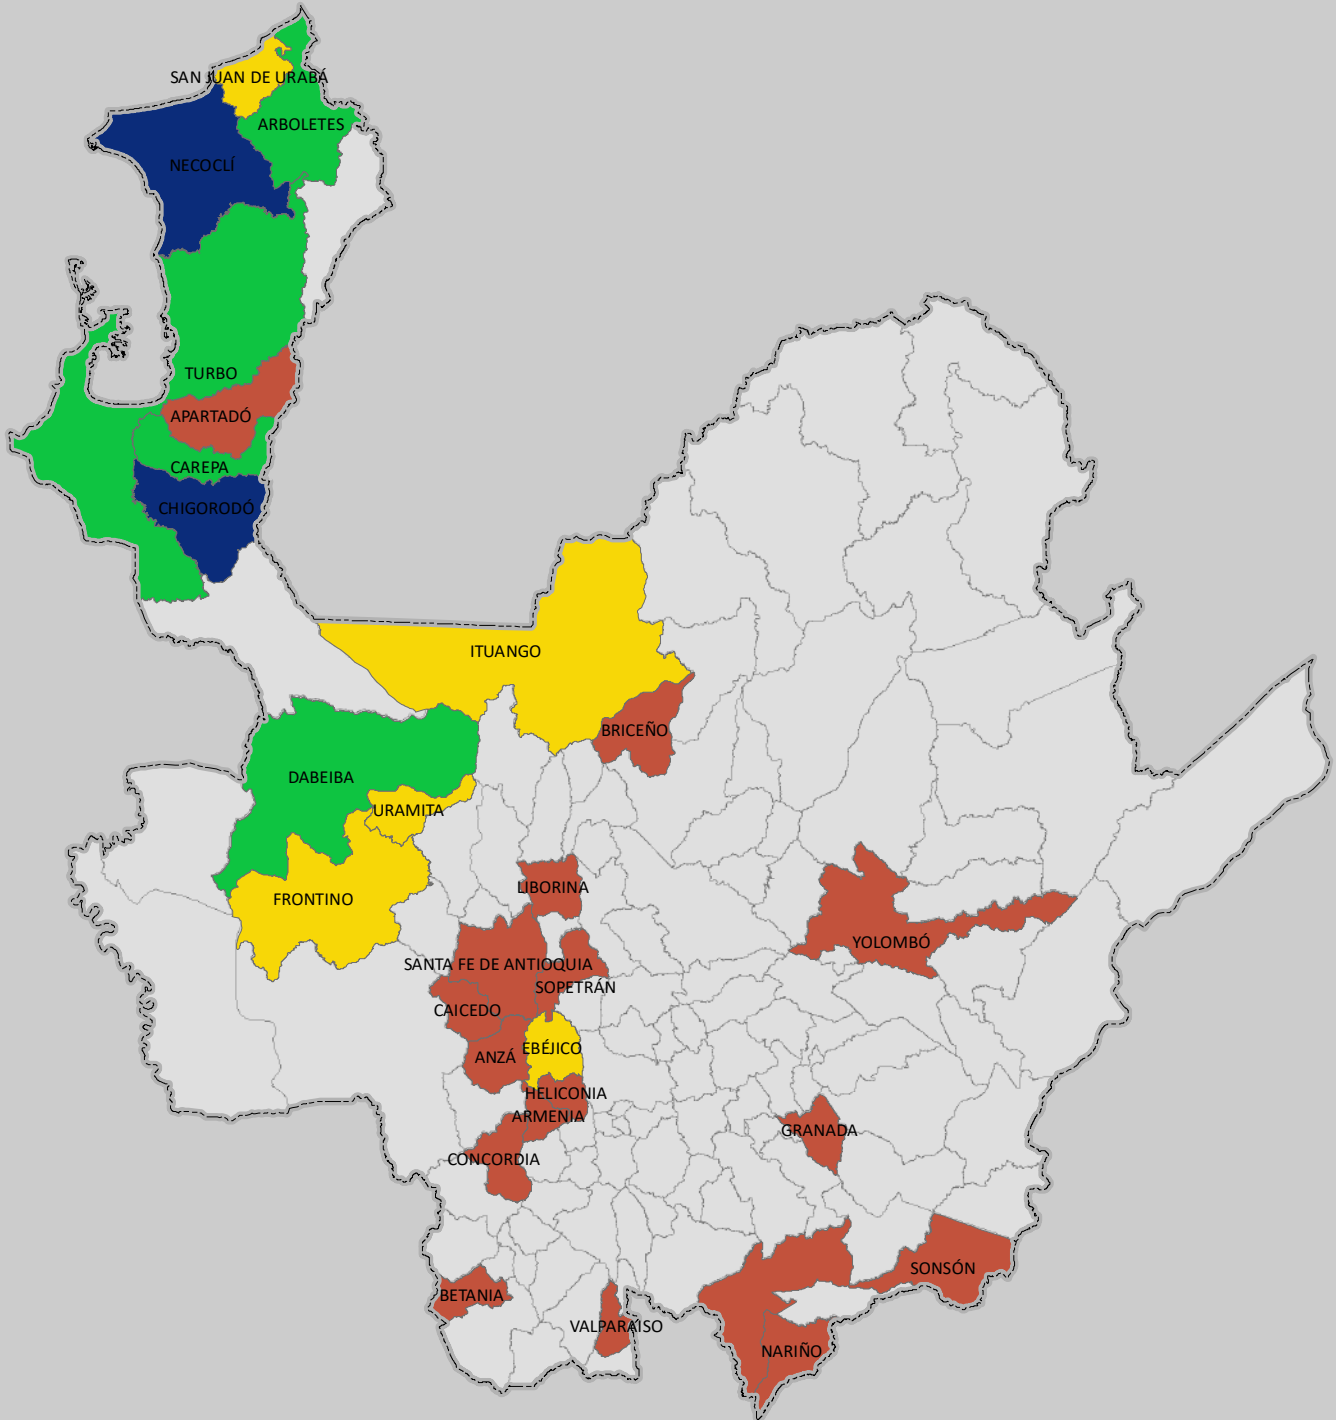 SAN JUAN DE URABÁ
ARBOLETES
NECOCLÍ
TURBO
APARTADÓ
CAREPA
CHIGORODÓ
ITUANGO
BRICEÑO
DABEIBA
URAMITA
FRONTINO
LIBORINA
YOLOMBÓ
SANTA FE DE ANTIOQUIA
SOPETRÁN
CAICEDO
EBÉJICO
ANZÁ
HELICONIA
ARMENIA
GRANADA
CONCORDIA
SONSÓN
BETANIA
VALPARAISO
NARIÑO